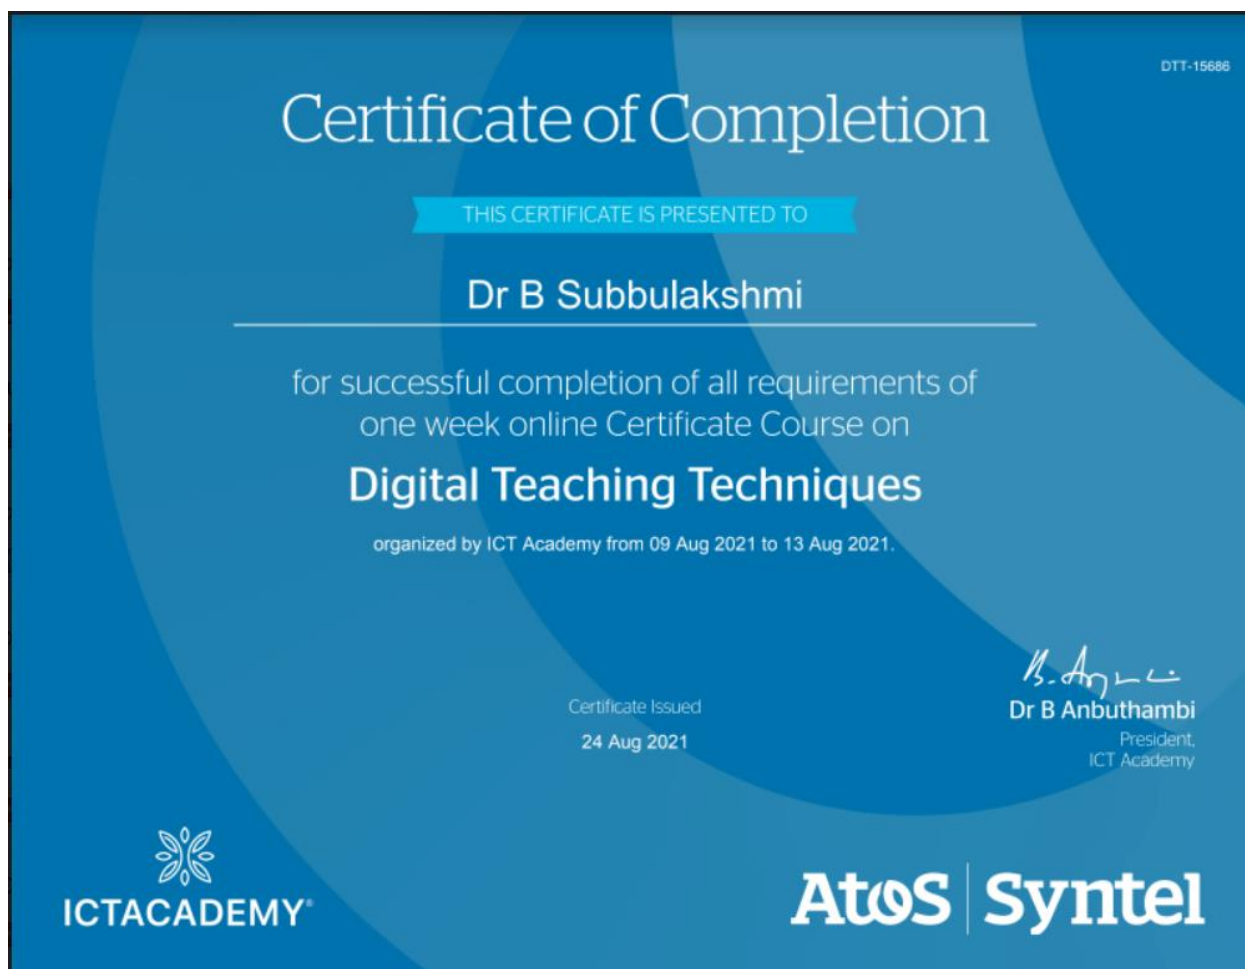 DTT-15686
Certificate of Completion
THIS CERTIFICATE IS PRESENTED TO
Dr B Subbulakshmi
for successful completion of all requirements of
one week online Certificate Course on
Digital Teaching Techniques
organized by ICT Academy from 09 Aug 2021 to 13 Aug 2021.
Certificate Issued
24 Aug 2021
Dr B Anbuthambi
President,
ICT Academy
ICTACADEMY®
Atos | Syntel